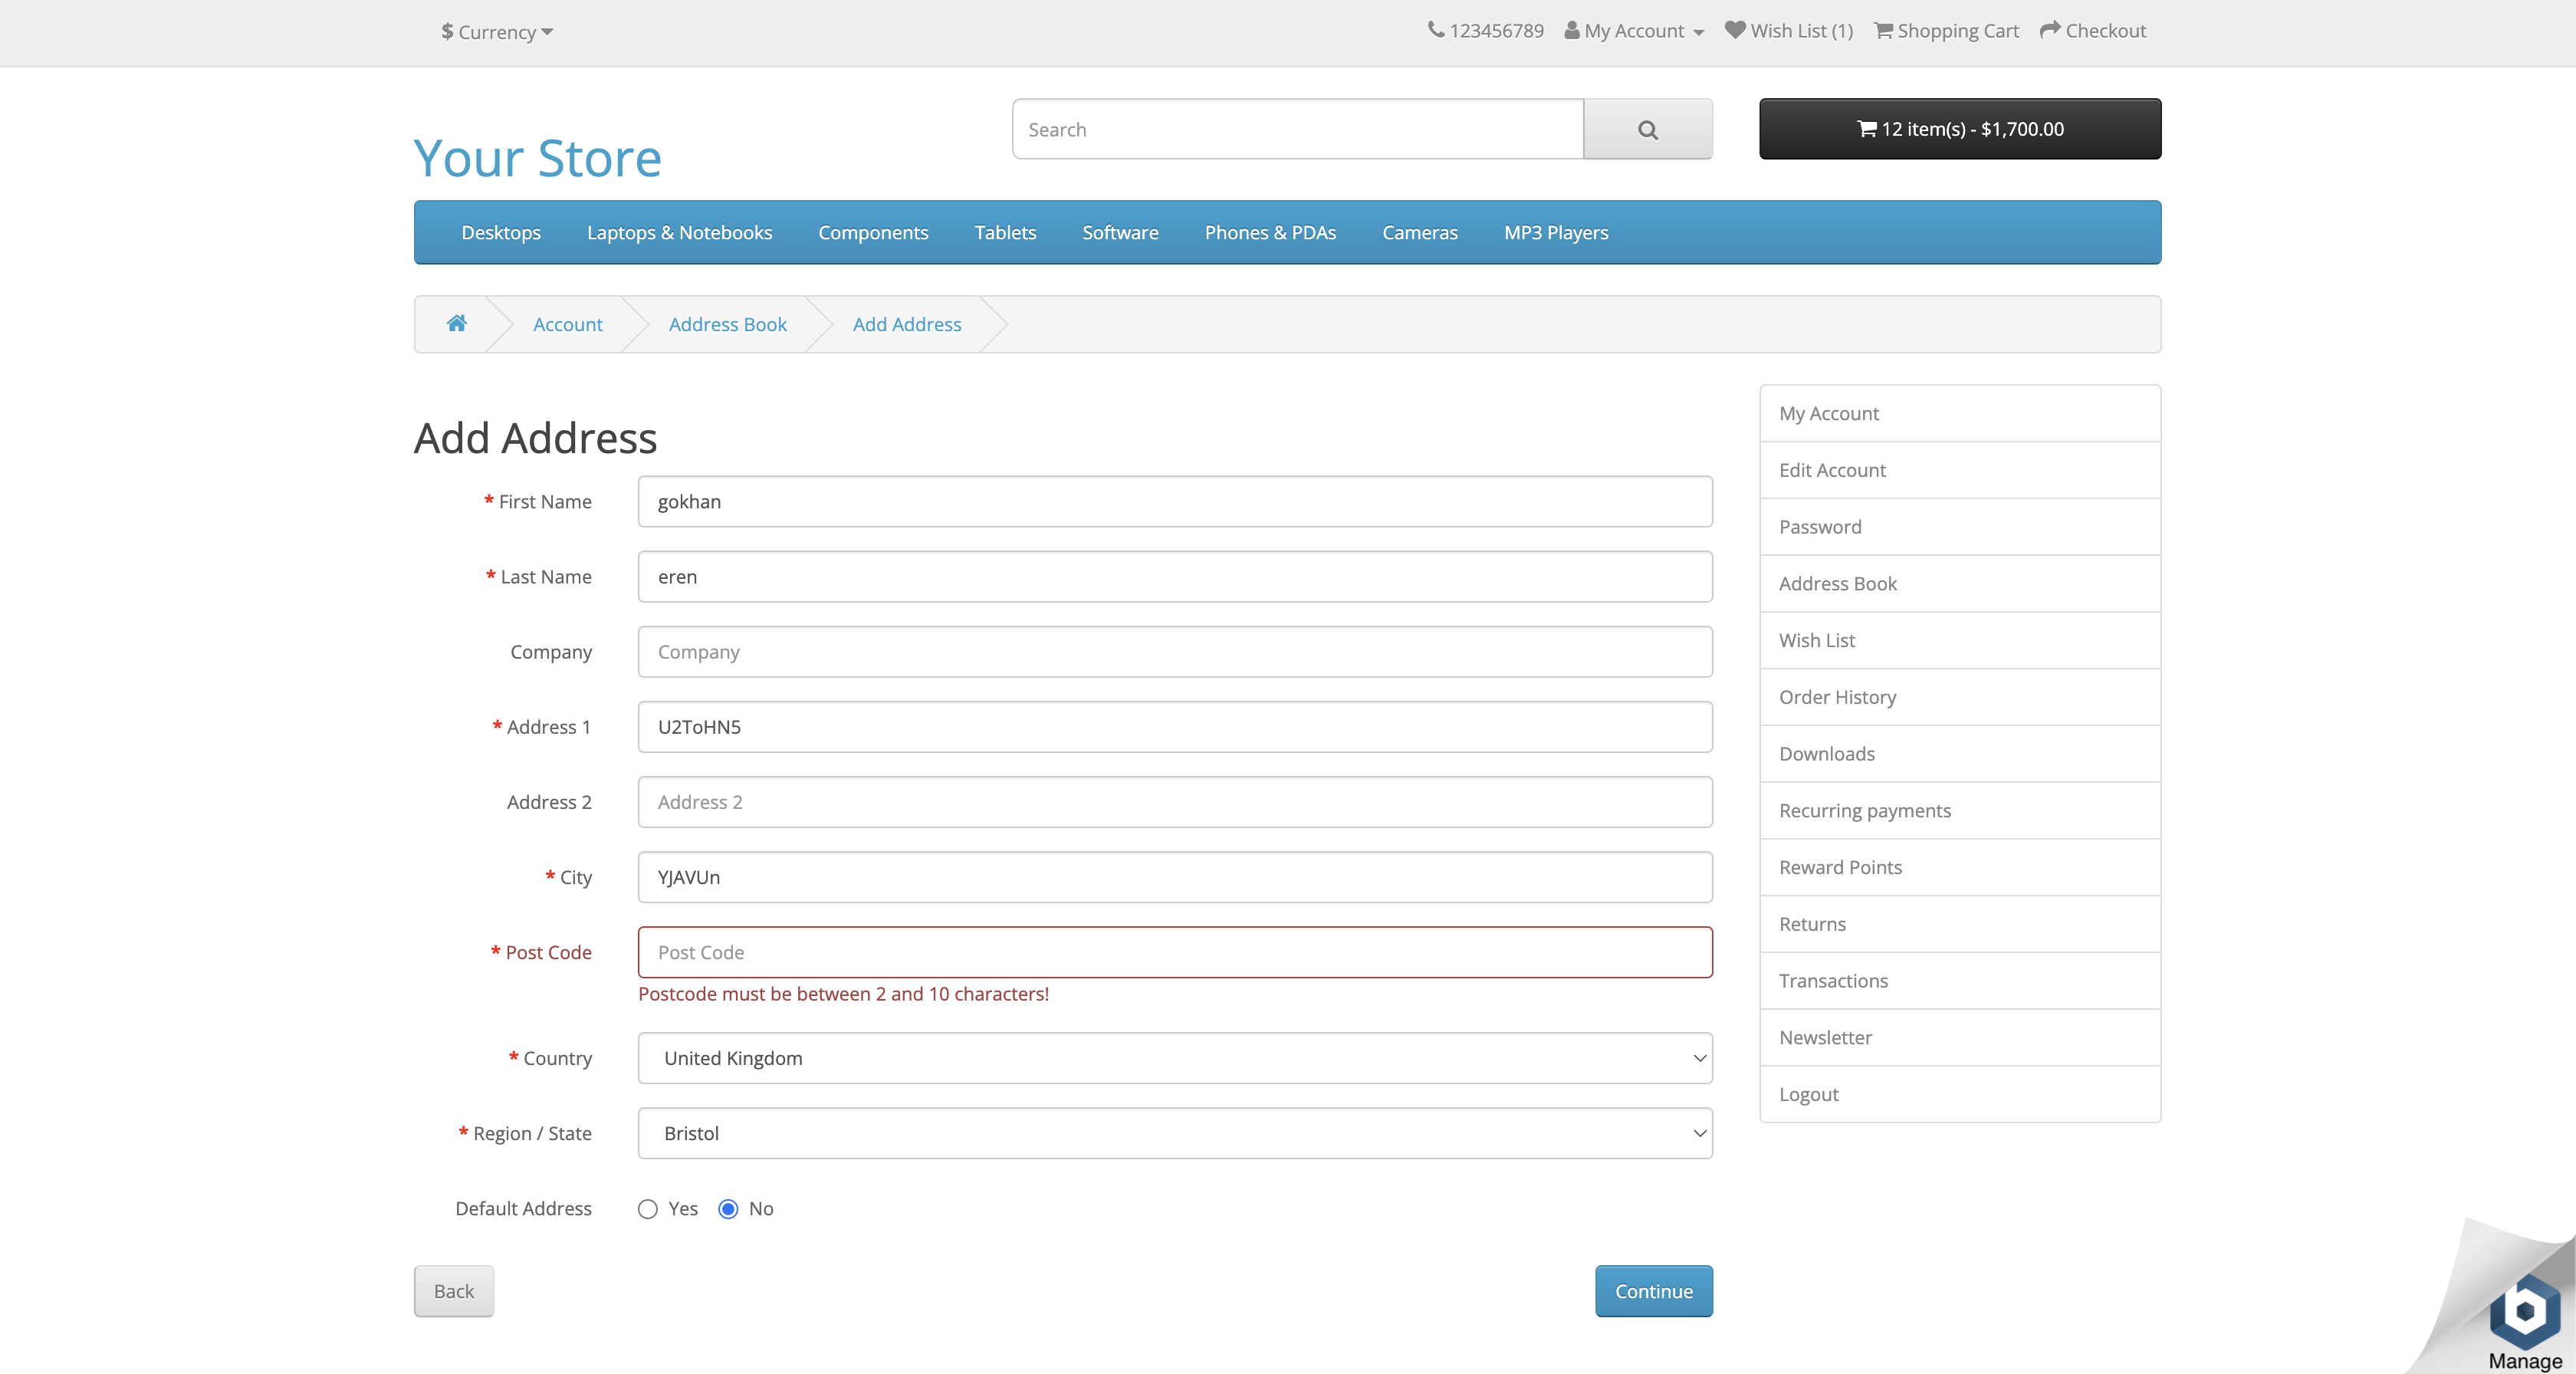 $ Currency
123456789 My Account Wish List (1) Shopping Cart Checkout
Your Store
Search
12 item(s) - $1,700.00
Desktops Laptops & Notebooks Components Tablets Software Phones & PDAs Cameras MP3 Players
Account Address Book Add Address
Add Address
* First Name gokhan
* Last Name eren
Company Company
* Address 1 U2ToHN5
Address 2 Address 2
* City YJAVUn
* Post Code Post Code
Postcode must be between 2 and 10 characters!
* Country United Kingdom
* Region / State Bristol
Default Address Yes No
Back Continue
My Account
Edit Account
Password
Address Book
Wish List
Order History
Downloads
Recurring payments
Reward Points
Returns
Transactions
Newsletter
Logout
b
Manage